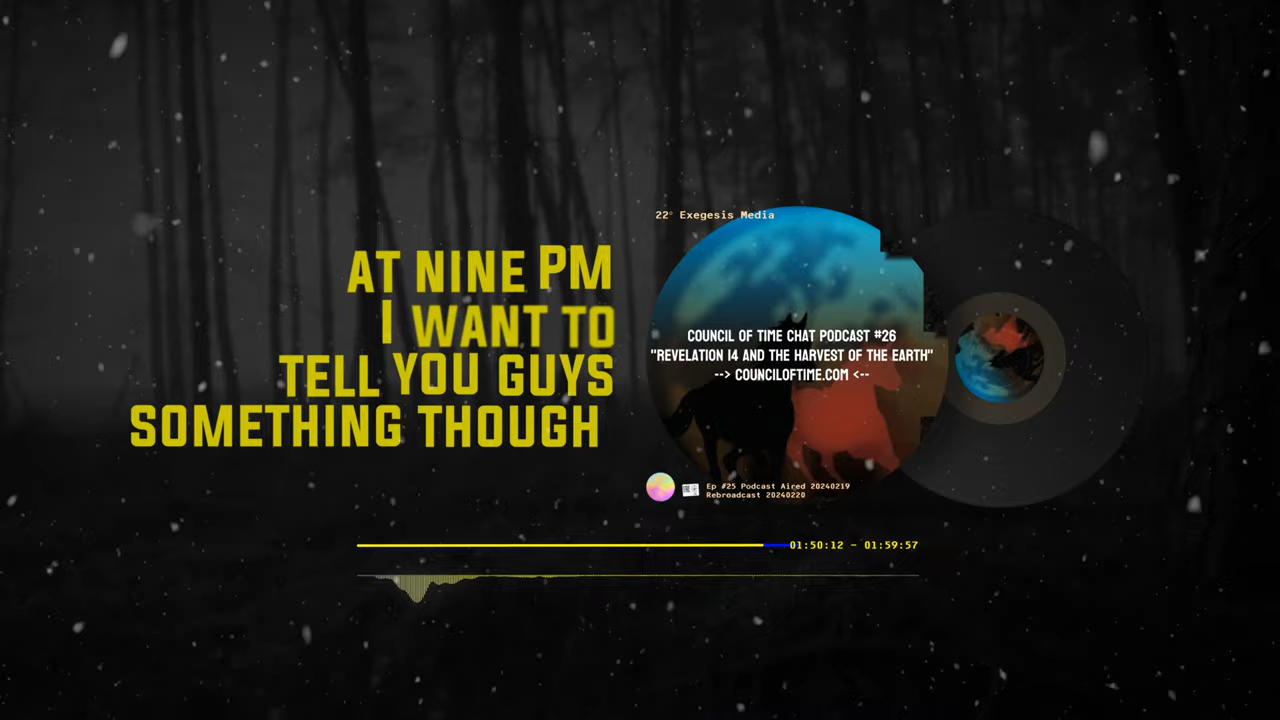 AT NINE PM
I WANT TO
TELL YOU GUYS
SOMETHING THOUGH
22° Exegesis Media
COUNCIL OF TIME CHAT PODCAST #26
"REVELATION 14 AND THE HARVEST OF THE EARTH"
--> COUNCILOFTIME.COM <--
Ep #25 Podcast Aired 20240219
Rebroadcast 20240220
01:50:12 - 01:59:57